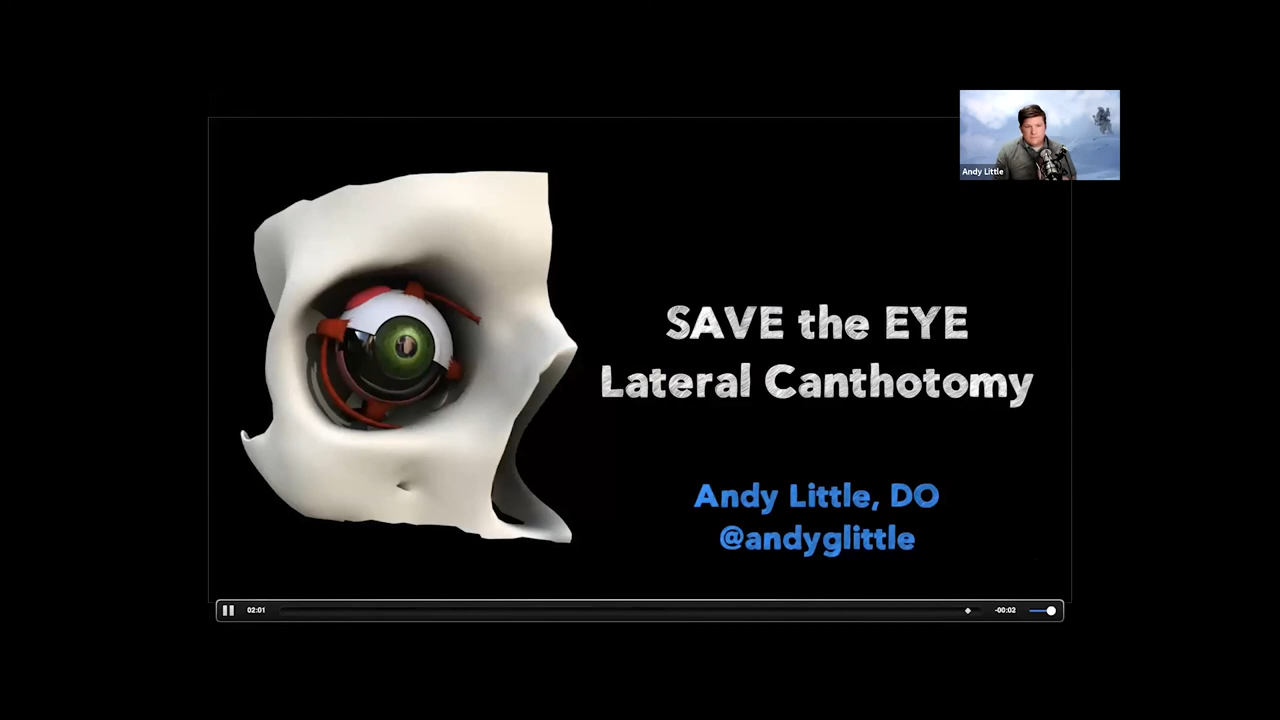 Andy Little
SAVE the EYE
Lateral Canthotomy
Andy Little, DO
@andyglittle
02:01
-00:02